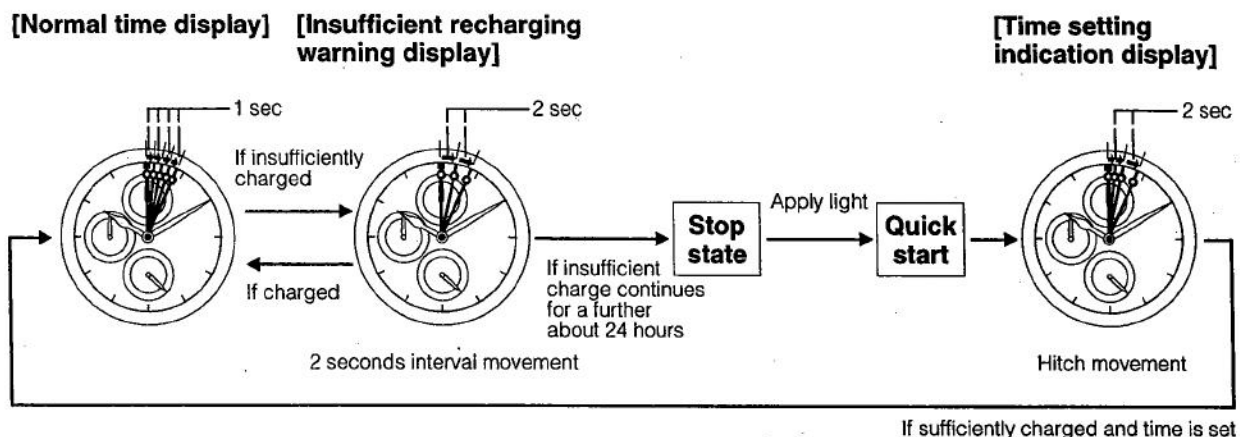 [Normal time display]
[Insufficient recharging
warning display]
[Time setting
indication display]
1 sec
2 sec
2 sec
If insufficiently
charged
If charged
If insufficient
charge continues
for a further
about 24 hours
Stop
state
Apply light
Quick
start
2 seconds interval movement
Hitch movement
If sufficiently charged and time is set